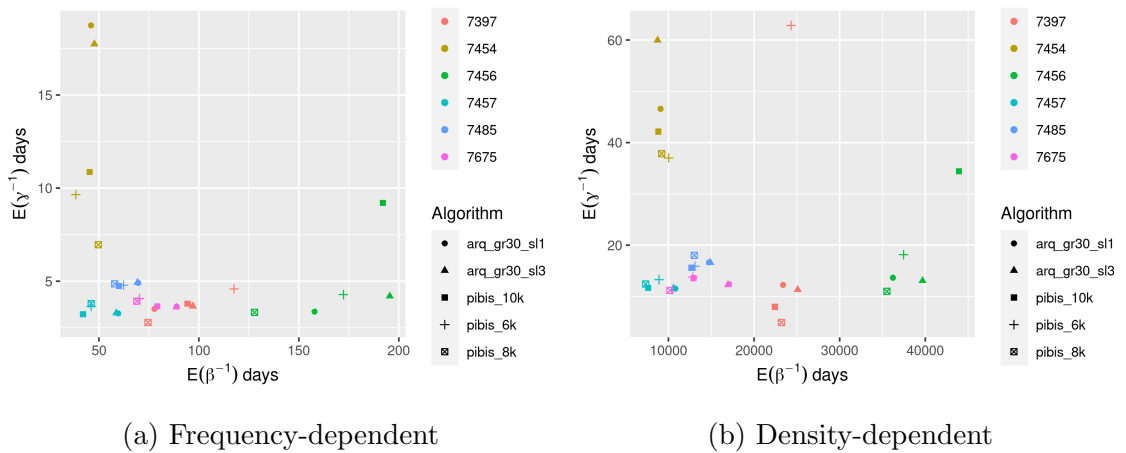 7397
7454
7456
7457
7485
7675
Algorithm
arq_gr30_sl1
arq_gr30_sl3
pibis_10k
pibis_6k
pibis_8k
15
10
5
50
100
150
200
E(γ⁻¹) days
E(β⁻¹) days
(a) Frequency-dependent
7397
7454
7456
7457
7485
7675
Algorithm
arq_gr30_sl1
arq_gr30_sl3
pibis_10k
pibis_6k
pibis_8k
60
40
20
10000
20000
30000
40000
E(γ⁻¹) days
E(β⁻¹) days
(b) Density-dependent